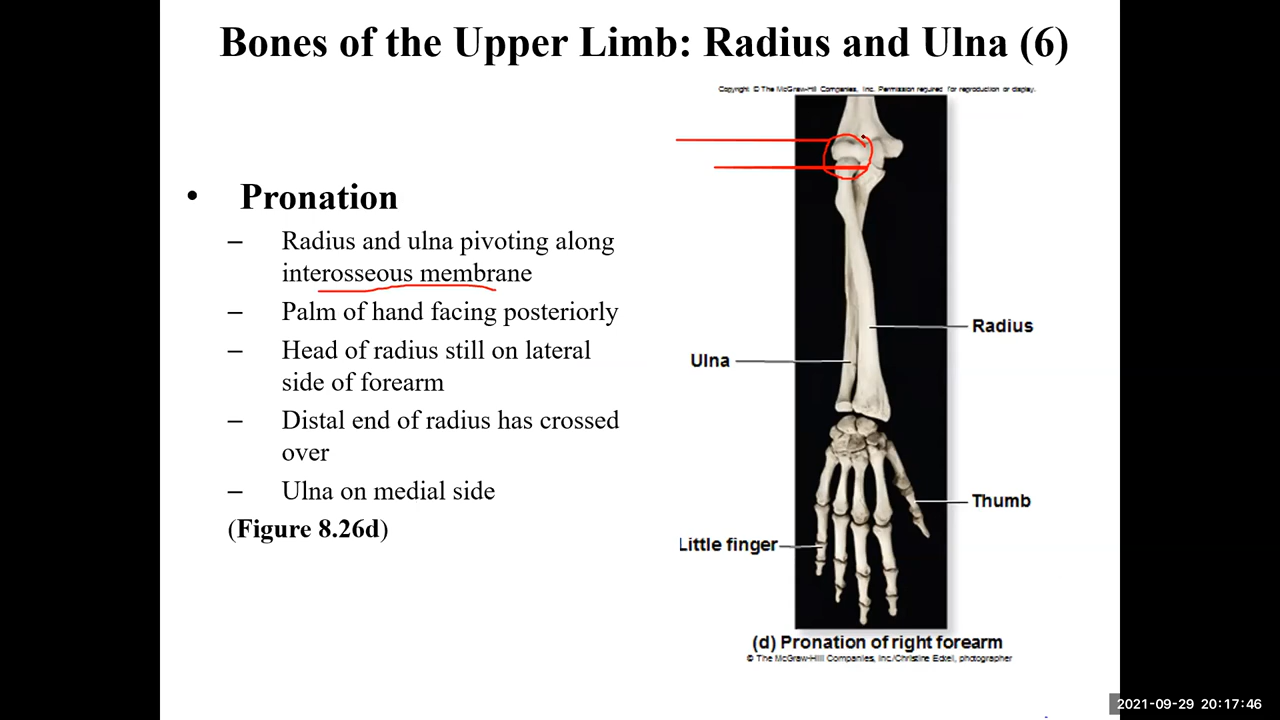 Bones of the Upper Limb: Radius and Ulna (6)
Copyright © The McGraw-Hill Companies, Inc. Permission required for reproduction or display.
• Pronation
– Radius and ulna pivoting along
interosseous membrane
– Palm of hand facing posteriorly
– Head of radius still on lateral
side of forearm
– Distal end of radius has crossed
over
– Ulna on medial side
(Figure 8.26d)
Radius
Ulna
Thumb
Little finger
(d) Pronation of right forearm
© The McGraw-Hill Companies, Inc/Christine Eckel, photographer
2021-09-29 20:17:46